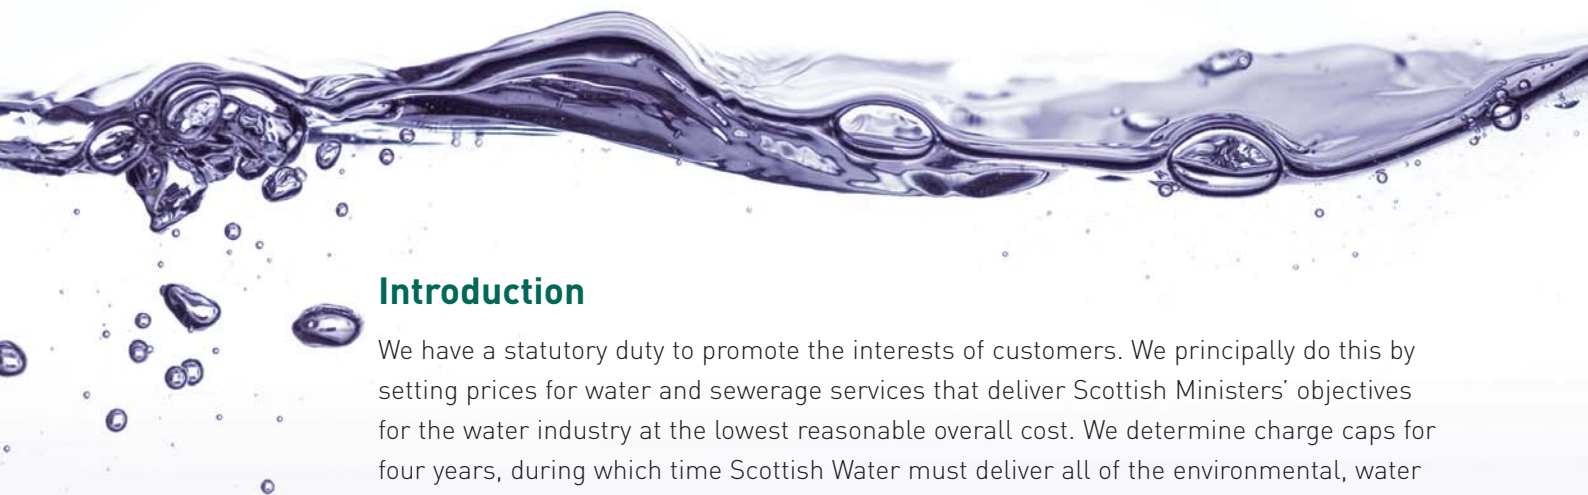 Introduction
We have a statutory duty to promote the interests of customers. We principally do this by
setting prices for water and sewerage services that deliver Scottish Ministers’ objectives
for the water industry at the lowest reasonable overall cost. We determine charge caps for
four years, during which time Scottish Water must deliver all of the environmental, water